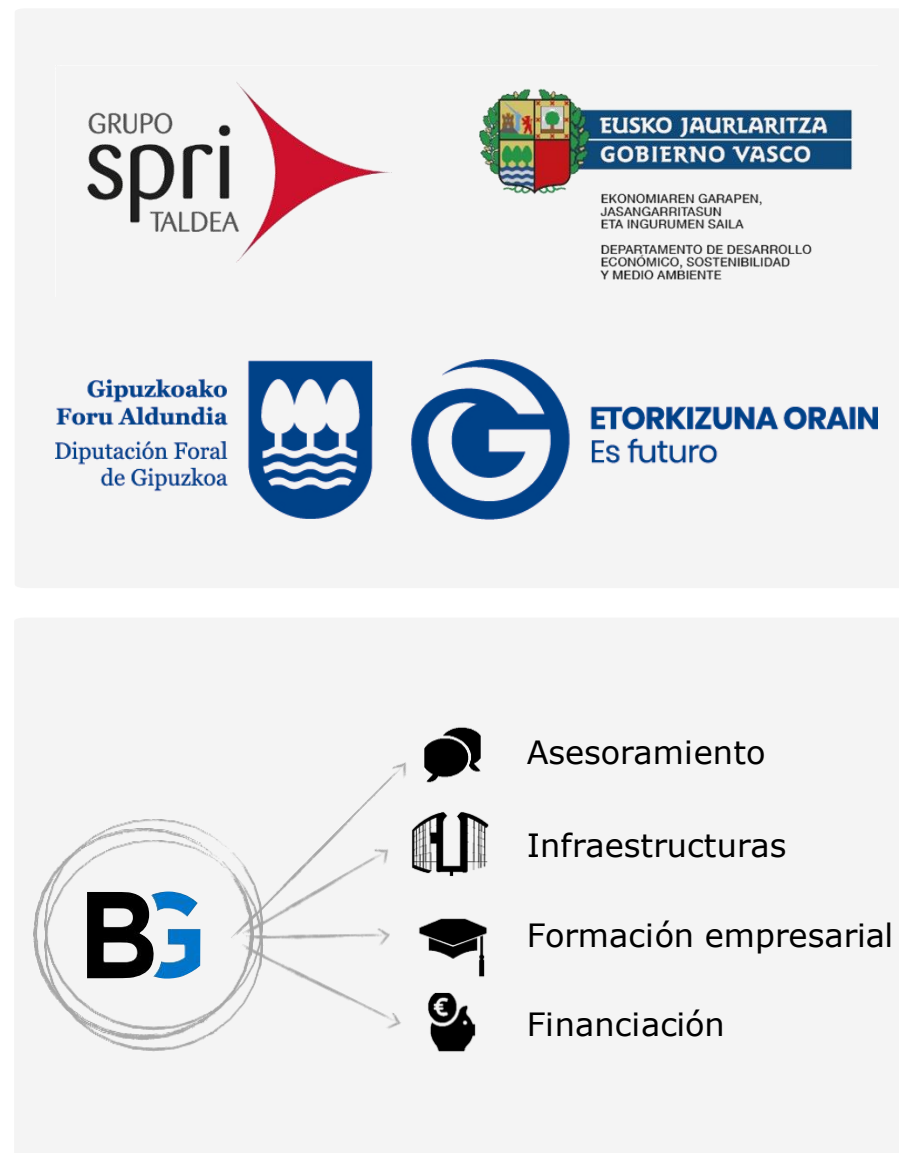 GRUPO
spri
TALDEA
EUSKO JAURLARITZA
GOBIERNO VASCO
EKONOMIAREN GARAPEN,
JASANGARRITASUN
ETA INGURUMEN SAILA
DEPARTAMENTO DE DESARROLLO
ECONÓMICO, SOSTENIBILIDAD
Y MEDIO AMBIENTE
Gipuzkoako
Foru Aldundia
Diputación Foral
de Gipuzkoa
G
ETORKIZUNA ORAIN
Es futuro
BG
Asesoramiento
Infraestructuras
Formación empresarial
€
Financiación